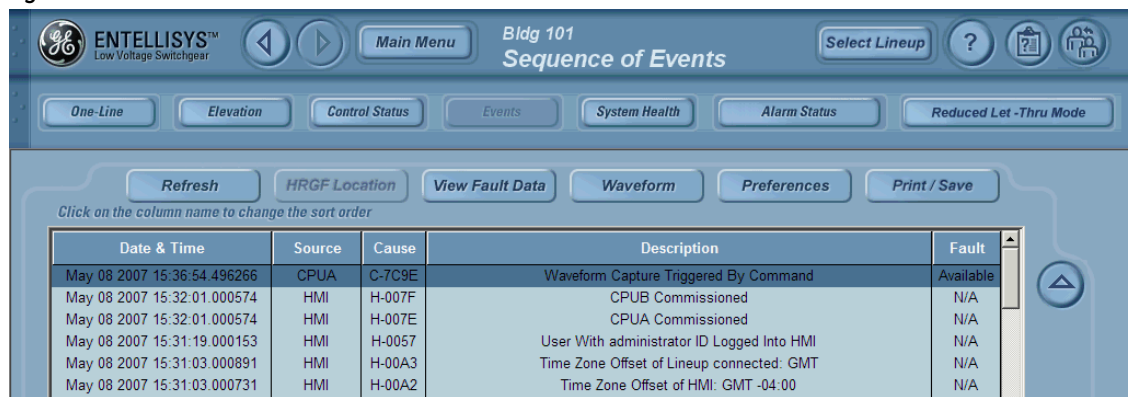 ENTELLISYS™
Low Voltage Switchgear
Main Menu
Bldg 101
Sequence of Events
Select Lineup
?
?
One-Line
Elevation
Control Status
Events
System Health
Alarm Status
Reduced Let -Thru Mode
Refresh
HRGF Location
View Fault Data
Waveform
Preferences
Print / Save
Click on the column name to change the sort order
Date & Time Source Cause Description Fault
May 08 2007 15:36:54.496266 CPUA C-7C9E Waveform Capture Triggered By Command Available
May 08 2007 15:32:01.000574 HMI H-007F CPUB Commissioned N/A
May 08 2007 15:32:01.000574 HMI H-007E CPUA Commissioned N/A
May 08 2007 15:31:19.000153 HMI H-0057 User With administrator ID Logged Into HMI N/A
May 08 2007 15:31:03.000891 HMI H-00A3 Time Zone Offset of Lineup connected: GMT N/A
May 08 2007 15:31:03.000731 HMI H-00A2 Time Zone Offset of HMI: GMT -04:00 N/A